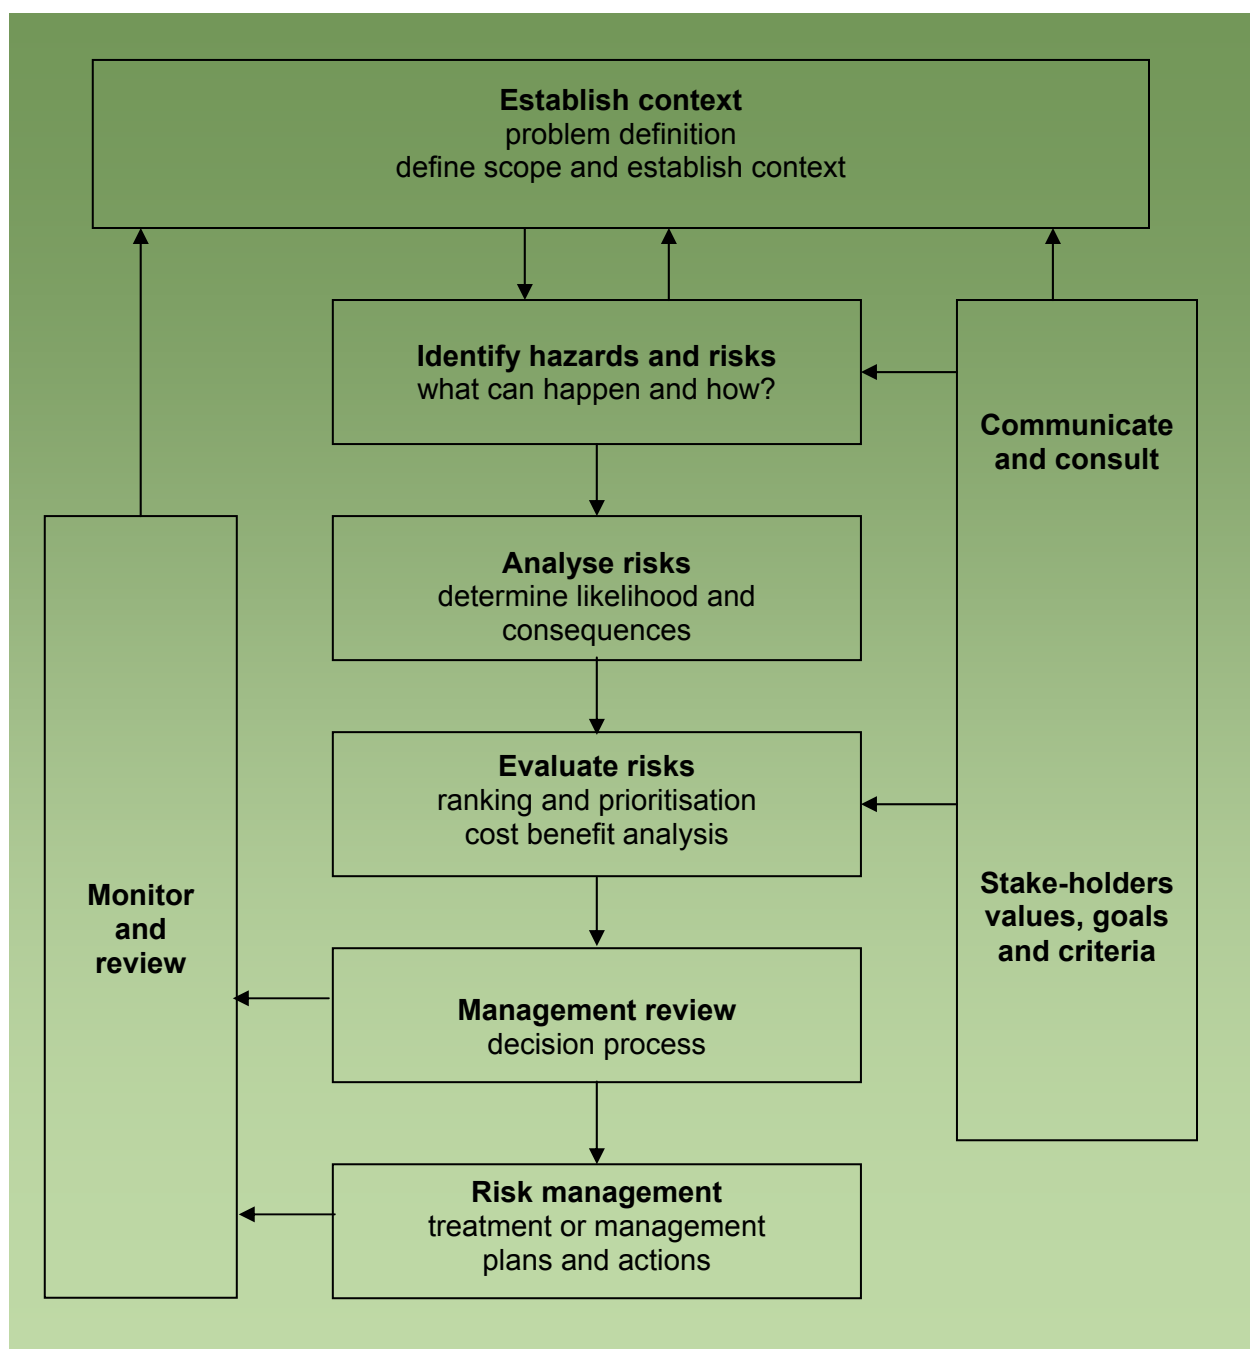 Establish context
problem definition
define scope and establish context
Identify hazards and risks
what can happen and how?
Communicate
and consult
Analyse risks
determine likelihood and
consequences
Evaluate risks
ranking and prioritisation
cost benefit analysis
Stake-holders
values, goals
and criteria
Monitor
and
review
Management review
decision process
Risk management
treatment or management
plans and actions